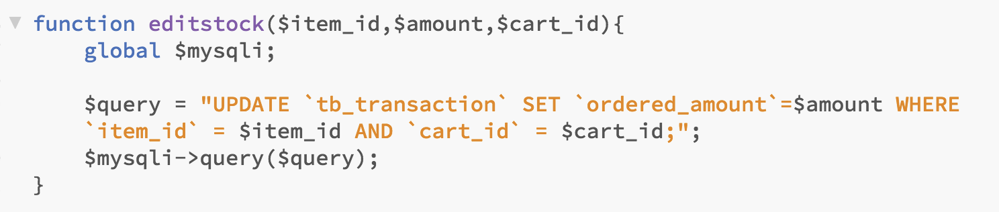 function editstock($item_id,$amount,$cart_id){
global $mysqli;
$query = "UPDATE `tb_transaction` SET `ordered_amount`=$amount WHERE
`item_id` = $item_id AND `cart_id` = $cart_id;";
$mysqli->query($query);
}